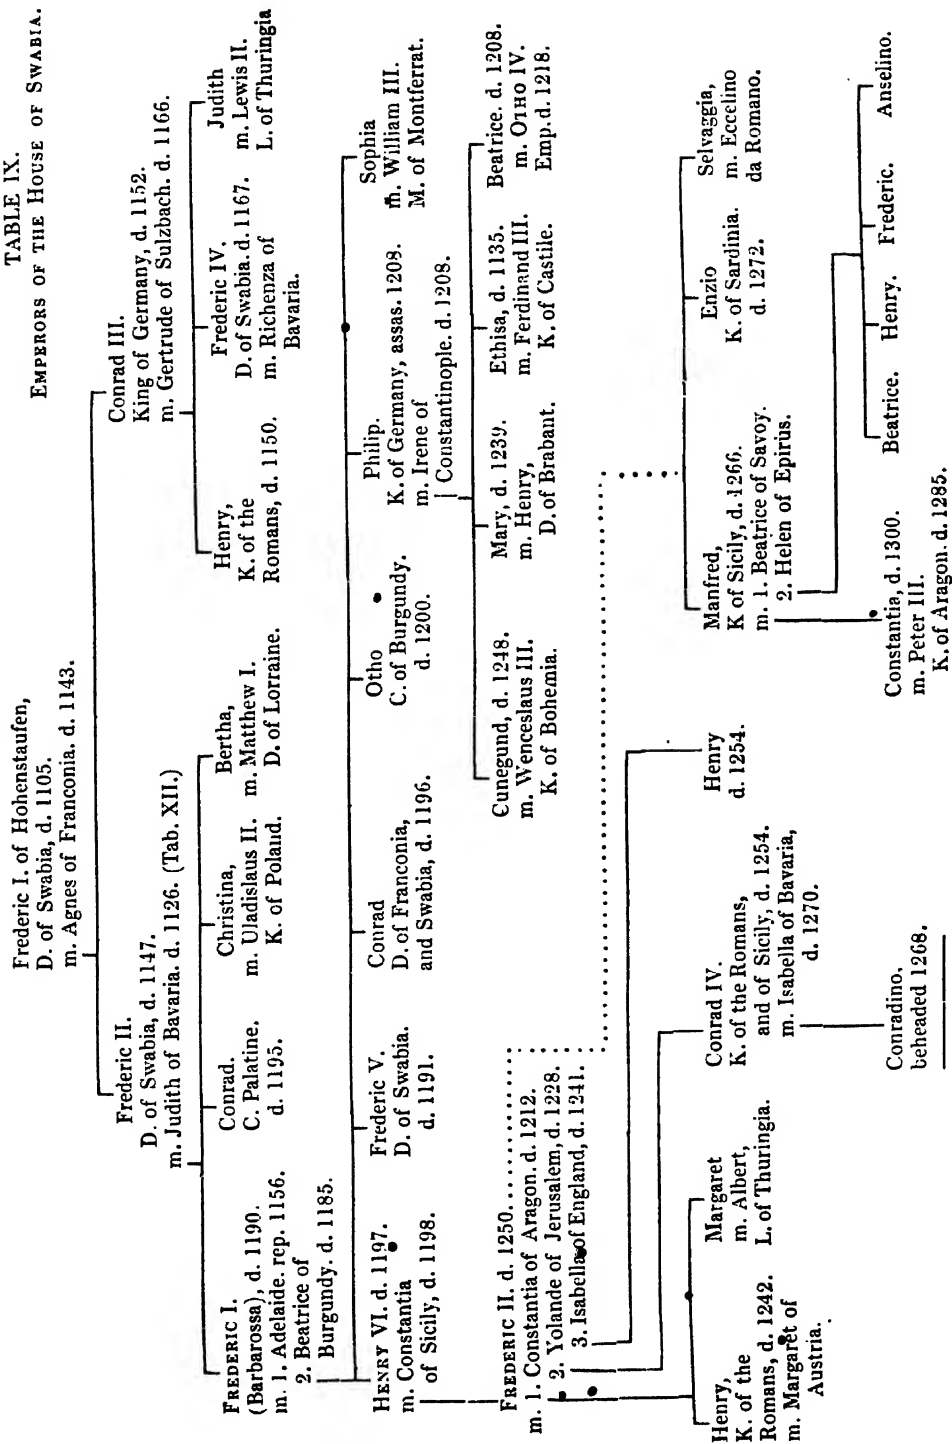 TABLE IX.
EMPERORS OF THE HOUSE OF SWABIA.
Frederic I. of Hohenstaufen,
D. of Swabia, d. 1105.
m. Agnes of Franconia. d. 1143.
Frederic II.
D. of Swabia, d. 1147.
m. Judith of Bavaria. d. 1126. (Tab. XII.)
Conrad III.
King of Germany, d. 1152.
m. Gertrude of Sulzbach. d. 1166.
FREDERIC I.
(Barbarossa), d. 1190.
m. 1. Adelaide. rep. 1156.
2. Beatrice of
Burgundy. d. 1185.
Conrad.
C. Palatine.
d. 1195.
Christina,
m. Uladislaus II.
K. of Poland.
Bertha,
m. Matthew I.
D. of Lorraine.
Henry,
K. of the
Romans, d. 1150.
Frederic IV.
D. of Swabia. d. 1167.
m. Richenza of
Bavaria.
Judith
m. Lewis II.
L. of Thuringia
HENRY VI. d. 1197.
m. Constantia
of Sicily, d. 1198.
Frederic V.
D. of Swabia.
d. 1191.
Conrad
D. of Franconia,
and Swabia, d. 1196.
Otho
C. of Burgundy.
d. 1200.
Philip.
K. of Germany, assas. 1208.
m. Irene of
Constantinople. d. 1208.
Sophia
m. William III.
M. of Montferrat.
Cunegund, d. 1248.
m. Wenceslaus III.
K. of Bohemia.
Mary, d. 1239.
m. Henry,
D. of Brabant.
Ethisa, d. 1135.
m. Ferdinand III.
K. of Castile.
Beatrice. d. 1208.
m. OTHO IV.
Emp. d. 1218.
FREDERIC II. d. 1250.
m. 1. Constantia of Aragon. d. 1212.
2. Yolande of Jerusalem, d. 1228.
3. Isabella of England, d. 1241.
Henry,
K. of the
Romans, d. 1242.
m. Margaret of
Austria.
Margaret
m. Albert,
L. of Thuringia.
Conrad IV.
K. of the Romans,
and of Sicily, d. 1254.
m. Isabella of Bavaria,
d. 1270.
Henry
d. 1254.
Manfred,
K of Sicily, d. 1266.
m. 1. Beatrice of Savoy.
2. Helen of Epirus.
Enzio
K. of Sardinia.
d. 1272.
Selvaggia,
m. Eccelino
da Romano.
Conradino.
beheaded 1268.
Constantia, d. 1300.
m. Peter III.
K. of Aragon. d. 1285.
Beatrice.
Henry.
Frederic.
Anselino.